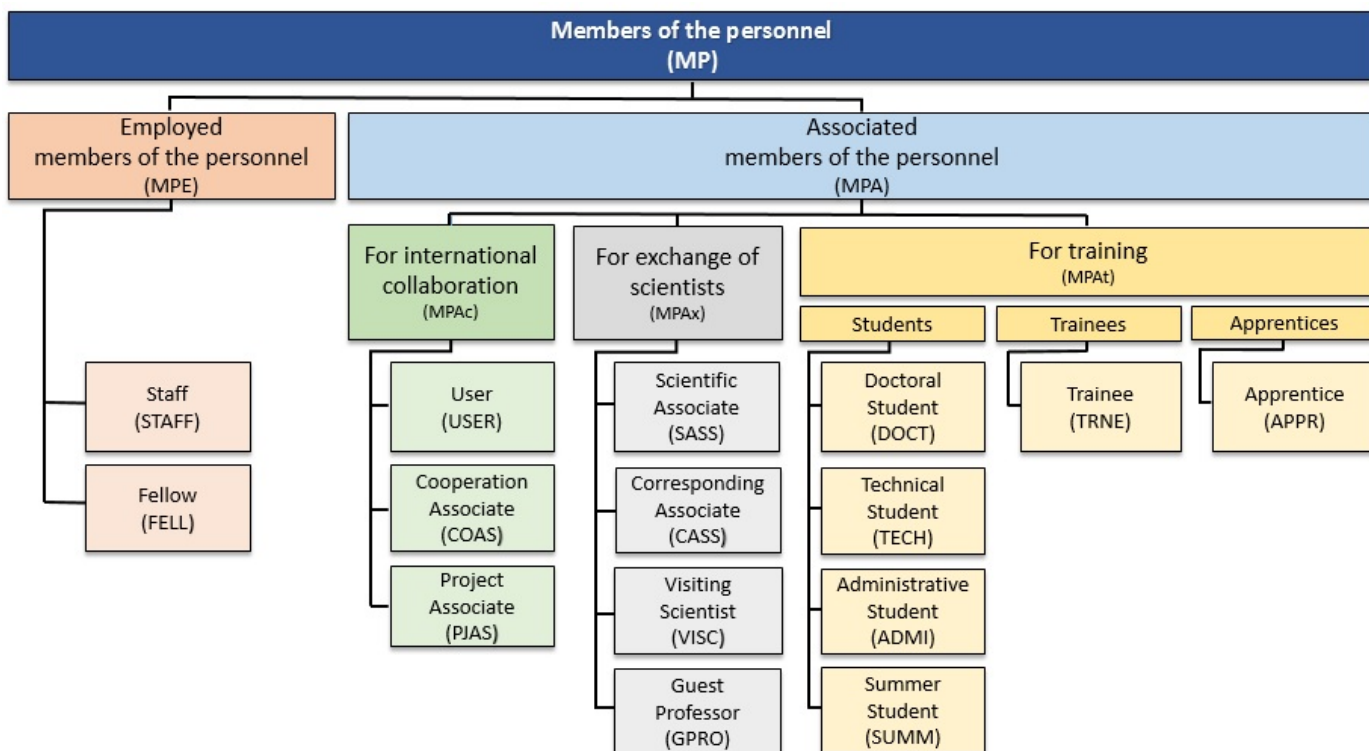 Members of the personnel
(MP)
Employed
members of the personnel
(MPE)
Associated
members of the personnel
(MPA)
For international
collaboration
(MPAc)
For exchange of
scientists
(MPAx)
For training
(MPAt)
Students
Trainees
Apprentices
Staff
(STAFF)
Fellow
(FELL)
User
(USER)
Cooperation
Associate
(COAS)
Project
Associate
(PJAS)
Scientific
Associate
(SASS)
Corresponding
Associate
(CASS)
Visiting
Scientist
(VISC)
Guest
Professor
(GPRO)
Doctoral
Student
(DOCT)
Technical
Student
(TECH)
Administrative
Student
(ADMI)
Summer
Student
(SUMM)
Trainee
(TRNE)
Apprentice
(APPR)